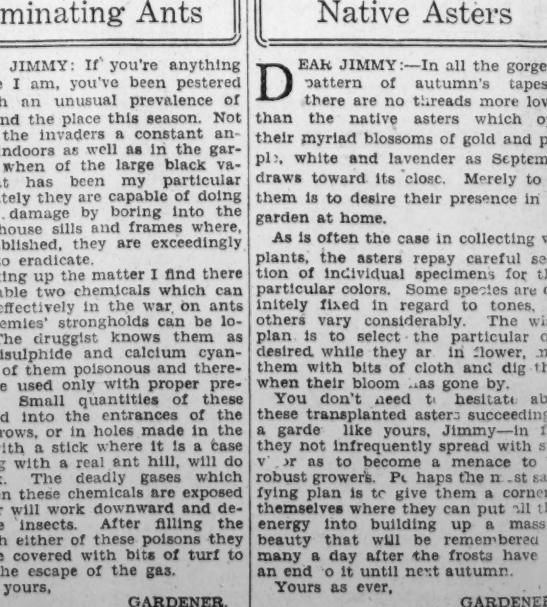 minating Ants
JIMMY: If you're anything
I am, you've been pestered
an unusual prevalence of
nd the place this season. Not
the invaders a constant an-
ndoors as well as in the gar-
when of the large black va-
t has been my particular
tely they are capable of doing
damage by boring into the
house sills and frames where,
blished, they are exceedingly
o eradicate.
ing up the matter I find there
able two chemicals which can
effectively in the war on ants
emies' strongholds can be lo-
The druggist knows them as
isulphide and calcium cyan-
of them poisonous and there-
e used only with proper pre-
Small quantities of these
d into the entrances of the
rows, or in holes made in the
ith a stick where it is a case
g with a real ant hill, will do
The deadly gases which
n these chemicals are exposed
r will work downward and de-
e insects. After filling the
h either of these poisons they
e covered with bits of turf to
he escape of the gas.
yours,
GARDENER.
Native Asters
DEAR JIMMY:—In all the gorge
pattern of autumn's tapes
there are no threads more lov
than the native asters which o
their myriad blossoms of gold and p
ple, white and lavender as Septem
draws toward its close. Merely to
them is to desire their presence in
garden at home.
As is often the case in collecting w
plants, the asters repay careful se
tion of individual specimens for th
particular colors. Some species are d
initely fixed in regard to tones,
others vary considerably. The wi
plan is to select the particular c
desired while they ar in flower, m
them with bits of cloth and dig th
when their bloom has gone by.
You don't need t hesitate ab
these transplanted asters succeeding
a garde like yours, Jimmy—in f
they not infrequently spread with s
v or as to become a menace to
robust growers. Pe haps the m st sa
fying plan is to give them a corner
themselves where they can put all t
energy into building up a mass
beauty that will be remembered
many a day after the frosts have
an end o it until next autumn.
Yours as ever,
GARDENER